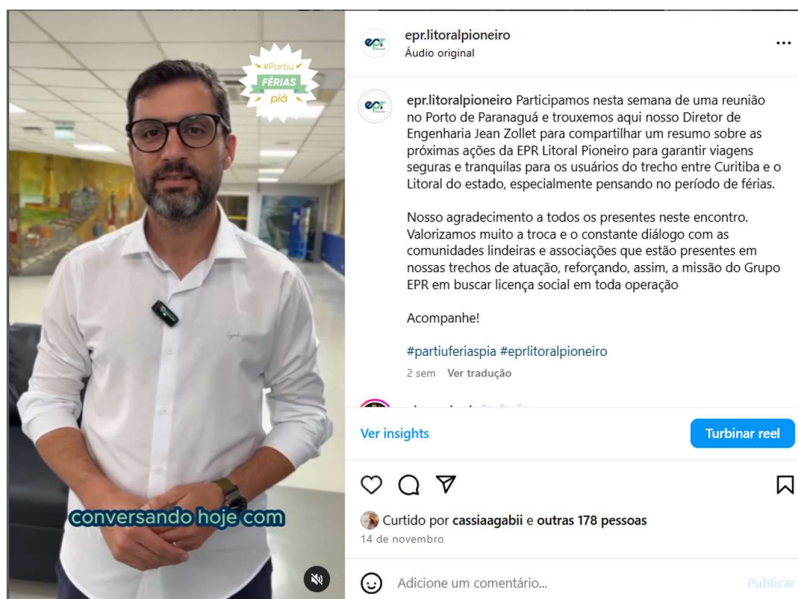 #Partiu
FÉRIAS
piá
conversando hoje com
epr
epr.litoralpioneiro
Áudio original
epr
epr.litoralpioneiro Participamos nesta semana de uma reunião
no Porto de Paranaguá e trouxemos aqui nosso Diretor de
Engenharia Jean Zollet para compartilhar um resumo sobre as
próximas ações da EPR Litoral Pioneiro para garantir viagens
seguras e tranquilas para os usuários do trecho entre Curitiba e o
Litoral do estado, especialmente pensando no período de férias.
Nosso agradecimento a todos os presentes neste encontro.
Valorizamos muito a troca e o constante diálogo com as
comunidades lindeiras e associações que estão presentes em
nossas trechos de atuação, reforçando, assim, a missão do Grupo
EPR em buscar licença social em toda operação
Acompanhe!
#partiuferiaspia #eprlitoralpioneiro
2 sem Ver tradução
Ver insights
Turbinar reel
Curtido por cassiaagabii e outras 178 pessoas
14 de novembro
Adicione um comentário...
Publicar